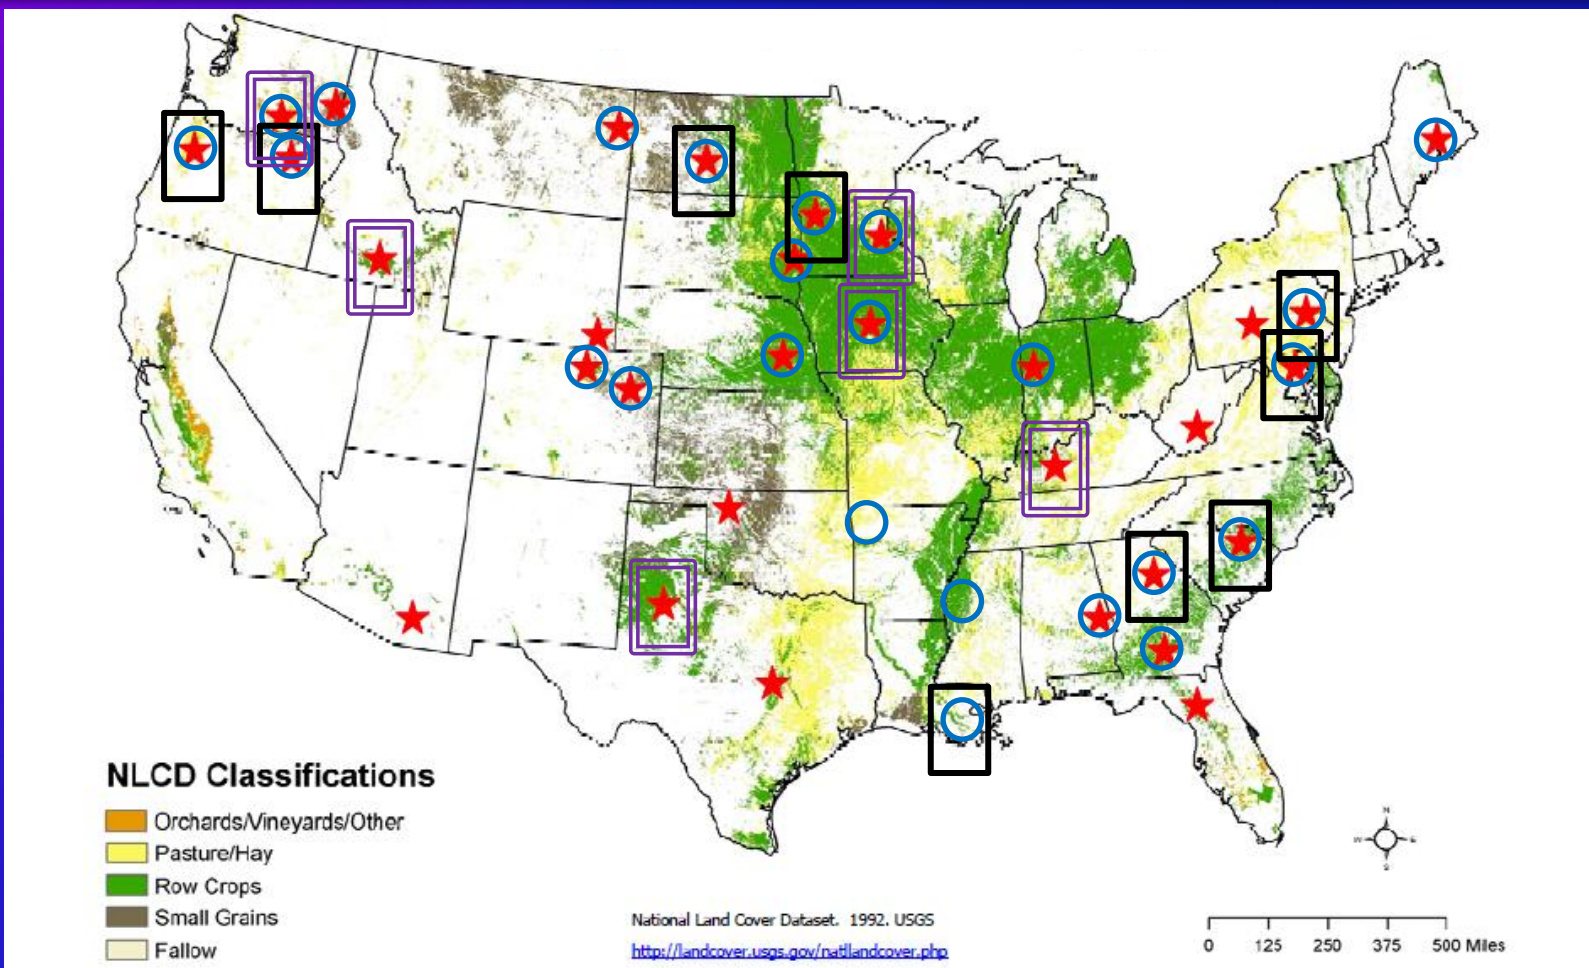 NLCD Classifications
Orchards/Vineyards/Other
Pasture/Hay
Row Crops
Small Grains
Fallow
National Land Cover Dataset.  1992. USGS
http://landcover.usgs.gov/natllandcover.php
N
W E
S
0 125 250 375 500 Miles